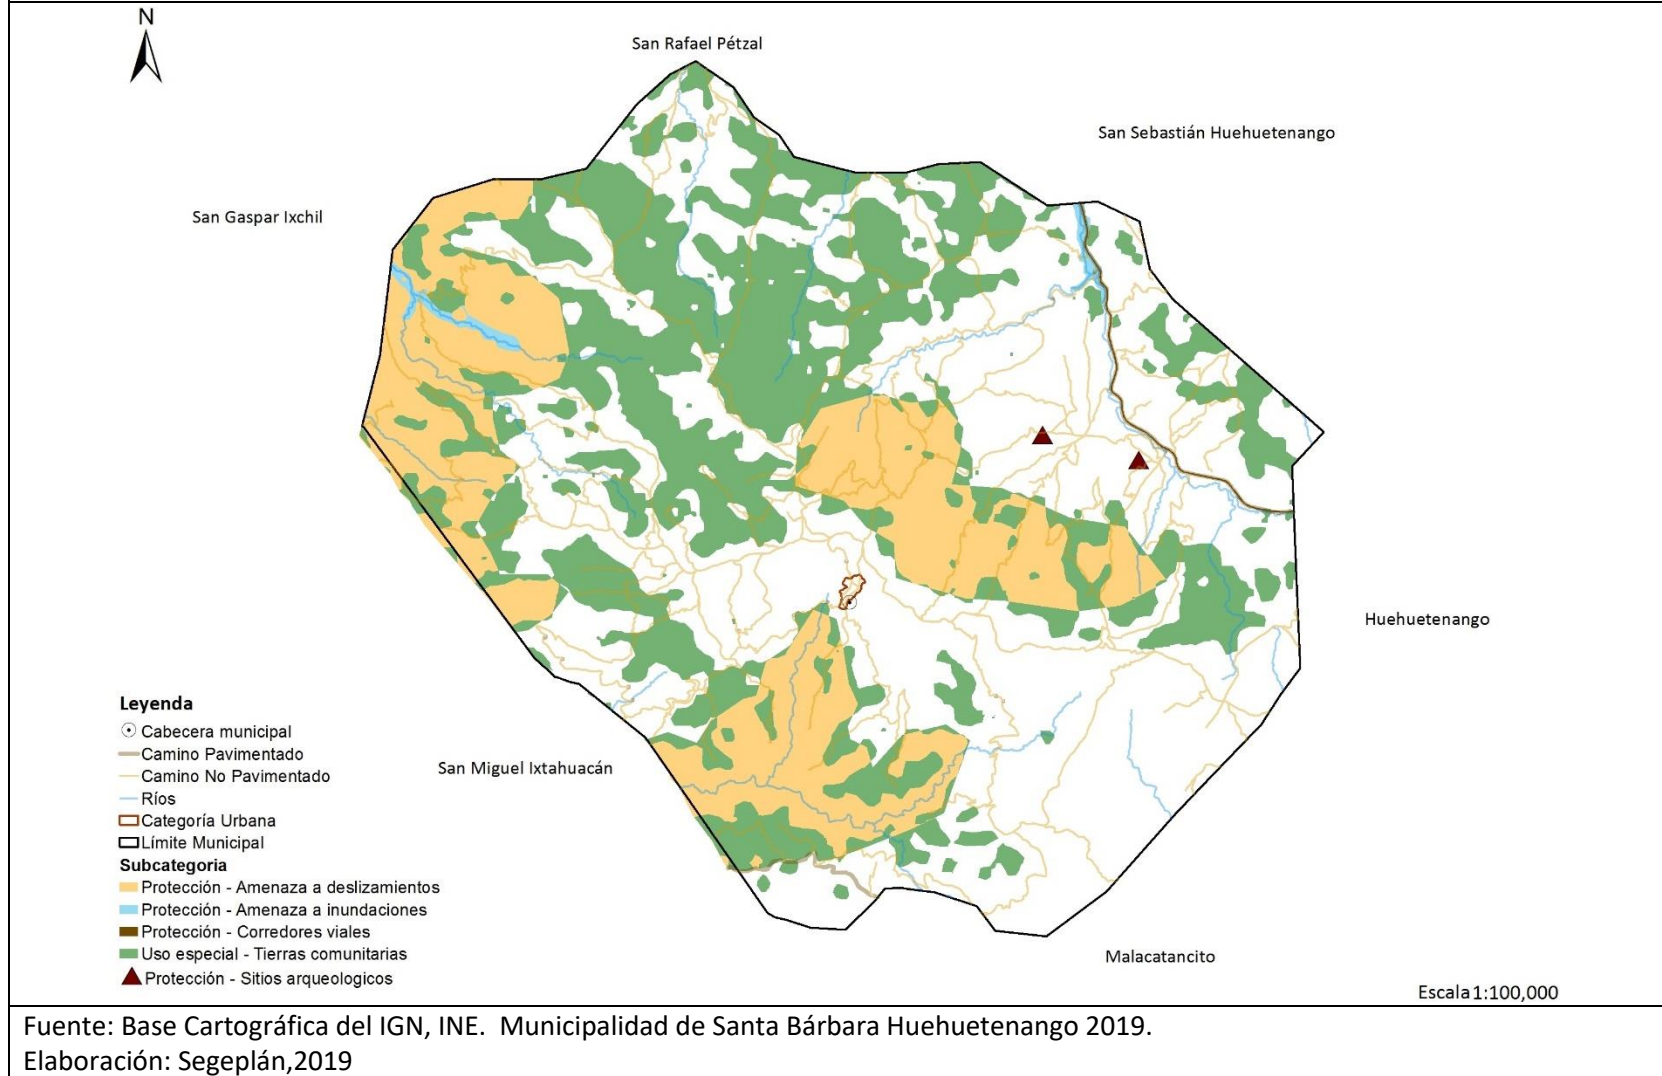 N
San Rafael Pétzal
San Sebastián Huehuetenango
San Gaspar Ixchil
Huehuetenango
Leyenda
Cabecera municipal
Camino Pavimentado
Camino No Pavimentado
Ríos
Categoría Urbana
Límite Municipal
Subcategoria
Protección - Amenaza a deslizamientos
Protección - Amenaza a inundaciones
Protección - Corredores viales
Uso especial - Tierras comunitarias
Protección - Sitios arqueologicos
San Miguel Ixtahuacán
Malacatancito
Escala 1:100,000
Fuente: Base Cartográfica del IGN, INE. Municipalidad de Santa Bárbara Huehuetenango 2019.
Elaboración: Segeplán,2019